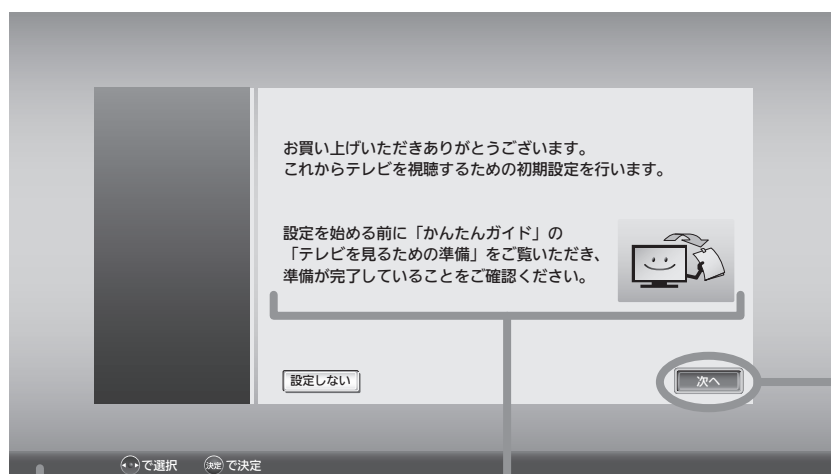 お買い上げいただきありがとうございます。
これからテレビを視聴するための初期設定を行います。
設定を始める前に「かんたんガイド」の
「テレビを見るための準備」をご覧いただき、
準備が完了していることをご確認ください。
設定しない
次へ
で選択 決定 で決定